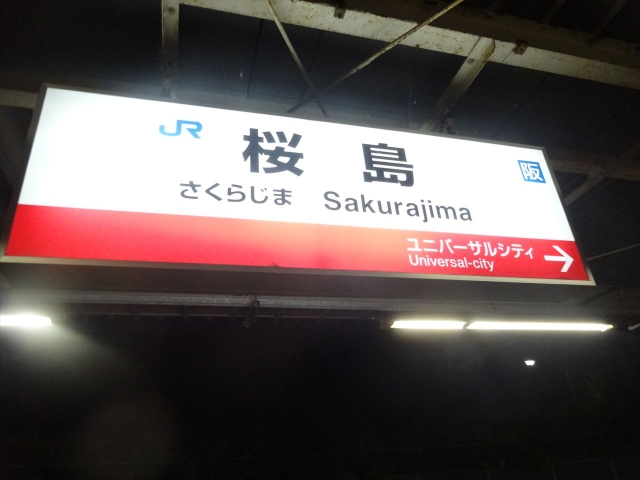 JR 桜島 阪
さくらじま Sakurajima
ユニバーサルシティ
Universal-city →